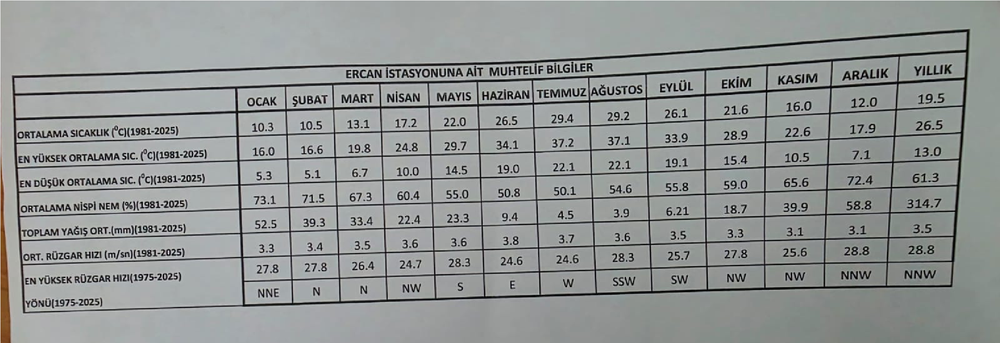 ERCAN İSTASYONUNA AİT MUHTELİF BİLGİLER
OCAK ŞUBAT MART NİSAN MAYIS HAZİRAN TEMMUZ AĞUSTOS EYLÜL EKİM KASIM ARALIK YILLIK
ORTALAMA SICAKLIK (⁰C)(1981-2025) 10.3 10.5 13.1 17.2 22.0 26.5 29.4 29.2 26.1 21.6 16.0 12.0 19.5
EN YÜKSEK ORTALAMA SIC. (⁰C)(1981-2025) 16.0 16.6 19.8 24.8 29.7 34.1 37.2 37.1 33.9 28.9 22.6 17.9 26.5
EN DÜŞÜK ORTALAMA SIC. (⁰C)(1981-2025) 5.3 5.1 6.7 10.0 14.5 19.0 22.1 22.1 19.1 15.4 10.5 7.1 13.0
ORTALAMA NİSPİ NEM (%)(1981-2025) 73.1 71.5 67.3 60.4 55.0 50.8 50.1 54.6 55.8 59.0 65.6 72.4 61.3
TOPLAM YAĞIŞ ORT.(mm)(1981-2025) 52.5 39.3 33.4 22.4 23.3 9.4 4.5 3.9 6.21 18.7 39.9 58.8 314.7
ORT. RÜZGAR HIZI (m/sn)(1981-2025) 3.3 3.4 3.5 3.6 3.6 3.8 3.7 3.6 3.5 3.3 3.1 3.1 3.5
EN YÜKSEK RÜZGAR HIZI(1975-2025) 27.8 27.8 26.4 24.7 28.3 24.6 24.6 28.3 25.7 27.8 25.6 28.8 28.8
YÖNÜ(1975-2025) NNE N N NW S E W SSW SW NW NW NNW NNW